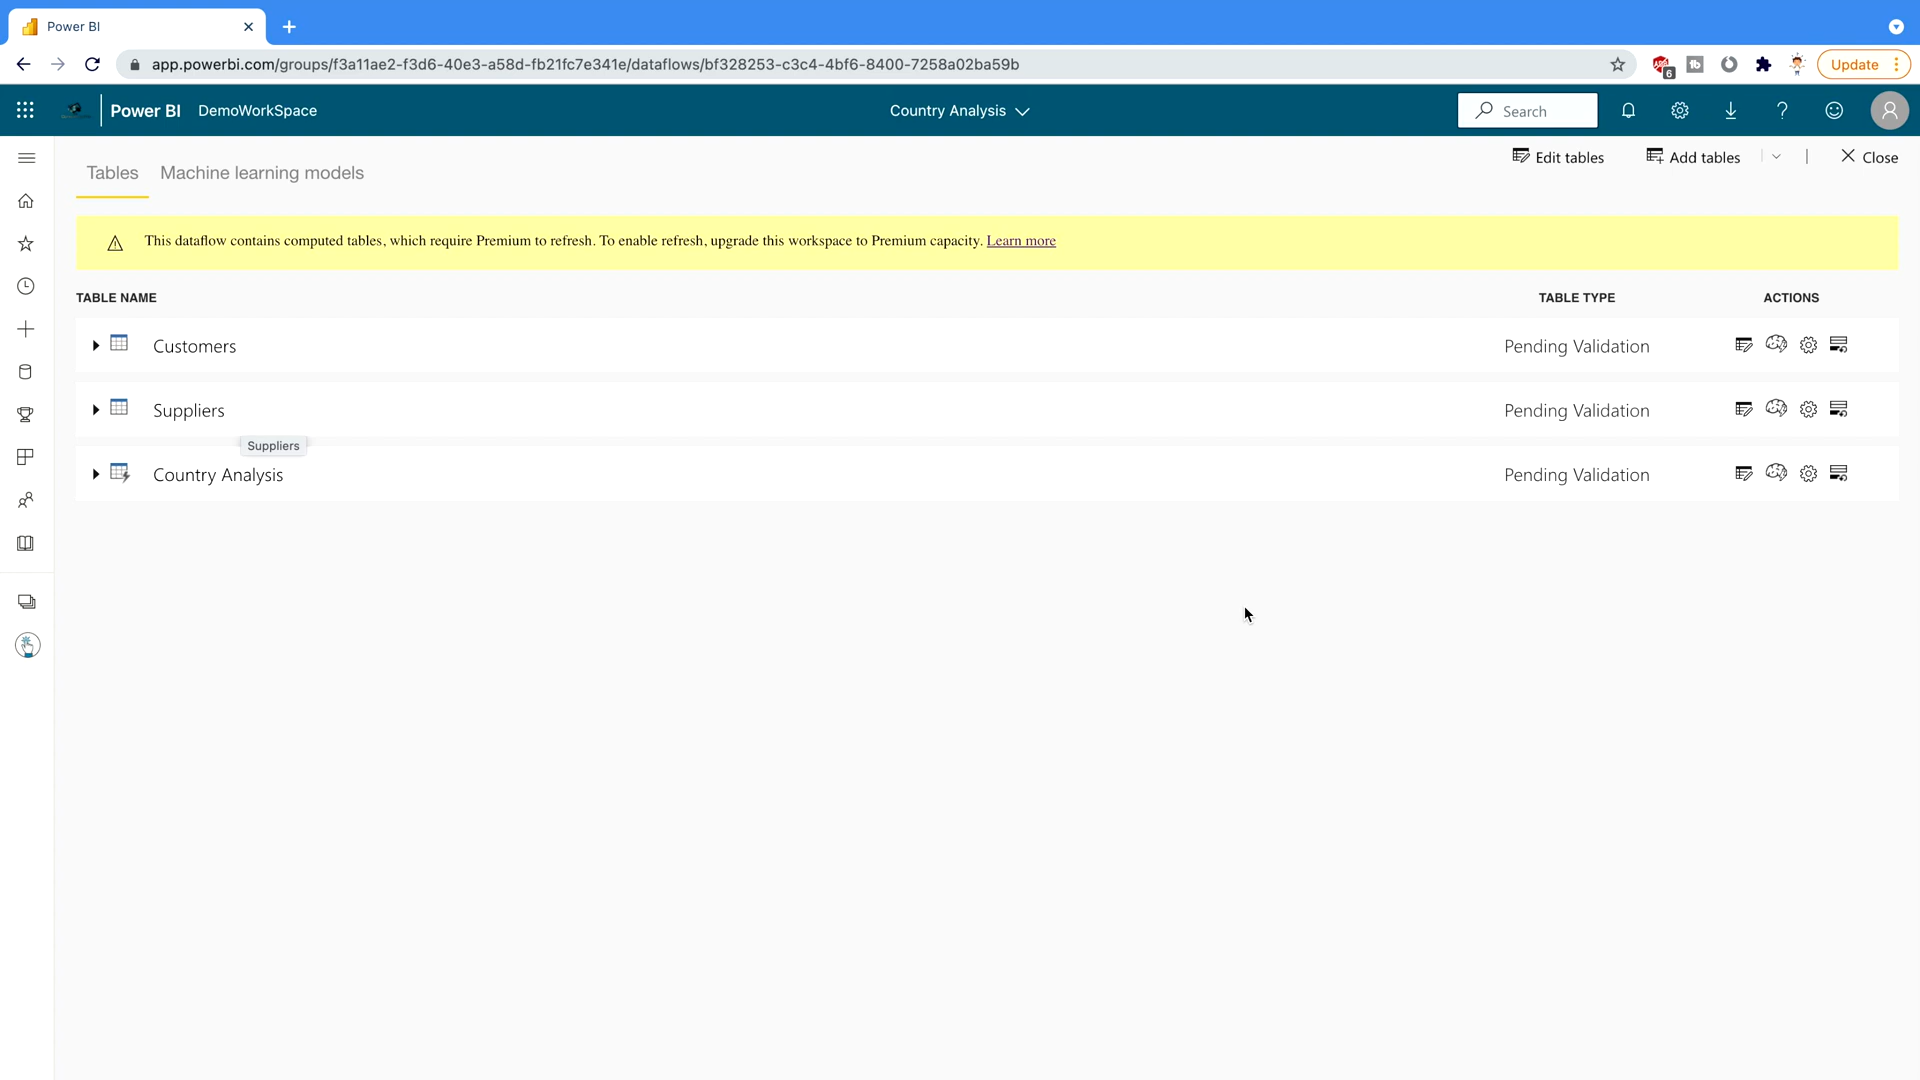 Power BI
app.powerbi.com/groups/f3a11ae2-f3d6-40e3-a58d-fb21fc7e341e/dataflows/bf328253-c3c4-4bf6-8400-7258a02ba59b
6
Update
Power BI DemoWorkSpace
Country Analysis
Search
Tables Machine learning models
Edit tables Add tables Close
This dataflow contains computed tables, which require Premium to refresh. To enable refresh, upgrade this workspace to Premium capacity. Learn more
TABLE NAME TABLE TYPE ACTIONS
Customers Pending Validation
Suppliers Pending Validation
Suppliers
Country Analysis Pending Validation